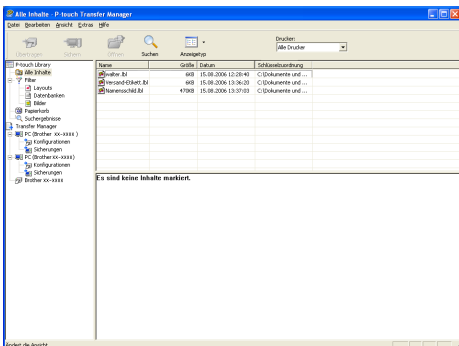 Alle Inhalte - P-touch Transfer Manager
Datei Bearbeiten Ansicht Extras Hilfe
Übertragen Sichern Öffnen Suchen Anzeigetyp
Drucker:
Alle Drucker
P-touch Library
Alle Inhalte
Filter
Layouts
Datenbanken
Bilder
Papierkorb
Suchergebnisse
Transfer Manager
PC (Brother XX-XXXX )
Konfigurationen
Sicherungen
PC (Brother XX-XXXX)
Konfigurationen
Sicherungen
Brother XX-XXXX
Name Größe Datum Schlüsselzuordnung
walter.lbl 6KB 15.08.2006 12:28:40 C:\Dokumente und ...
Versand-Etikett.lbl 6KB 15.08.2006 13:36:20 C:\Dokumente und ...
Namensschild.lbl 470KB 15.08.2006 13:37:03 C:\Dokumente und ...
Es sind keine Inhalte markiert.
Ändert die Ansicht.